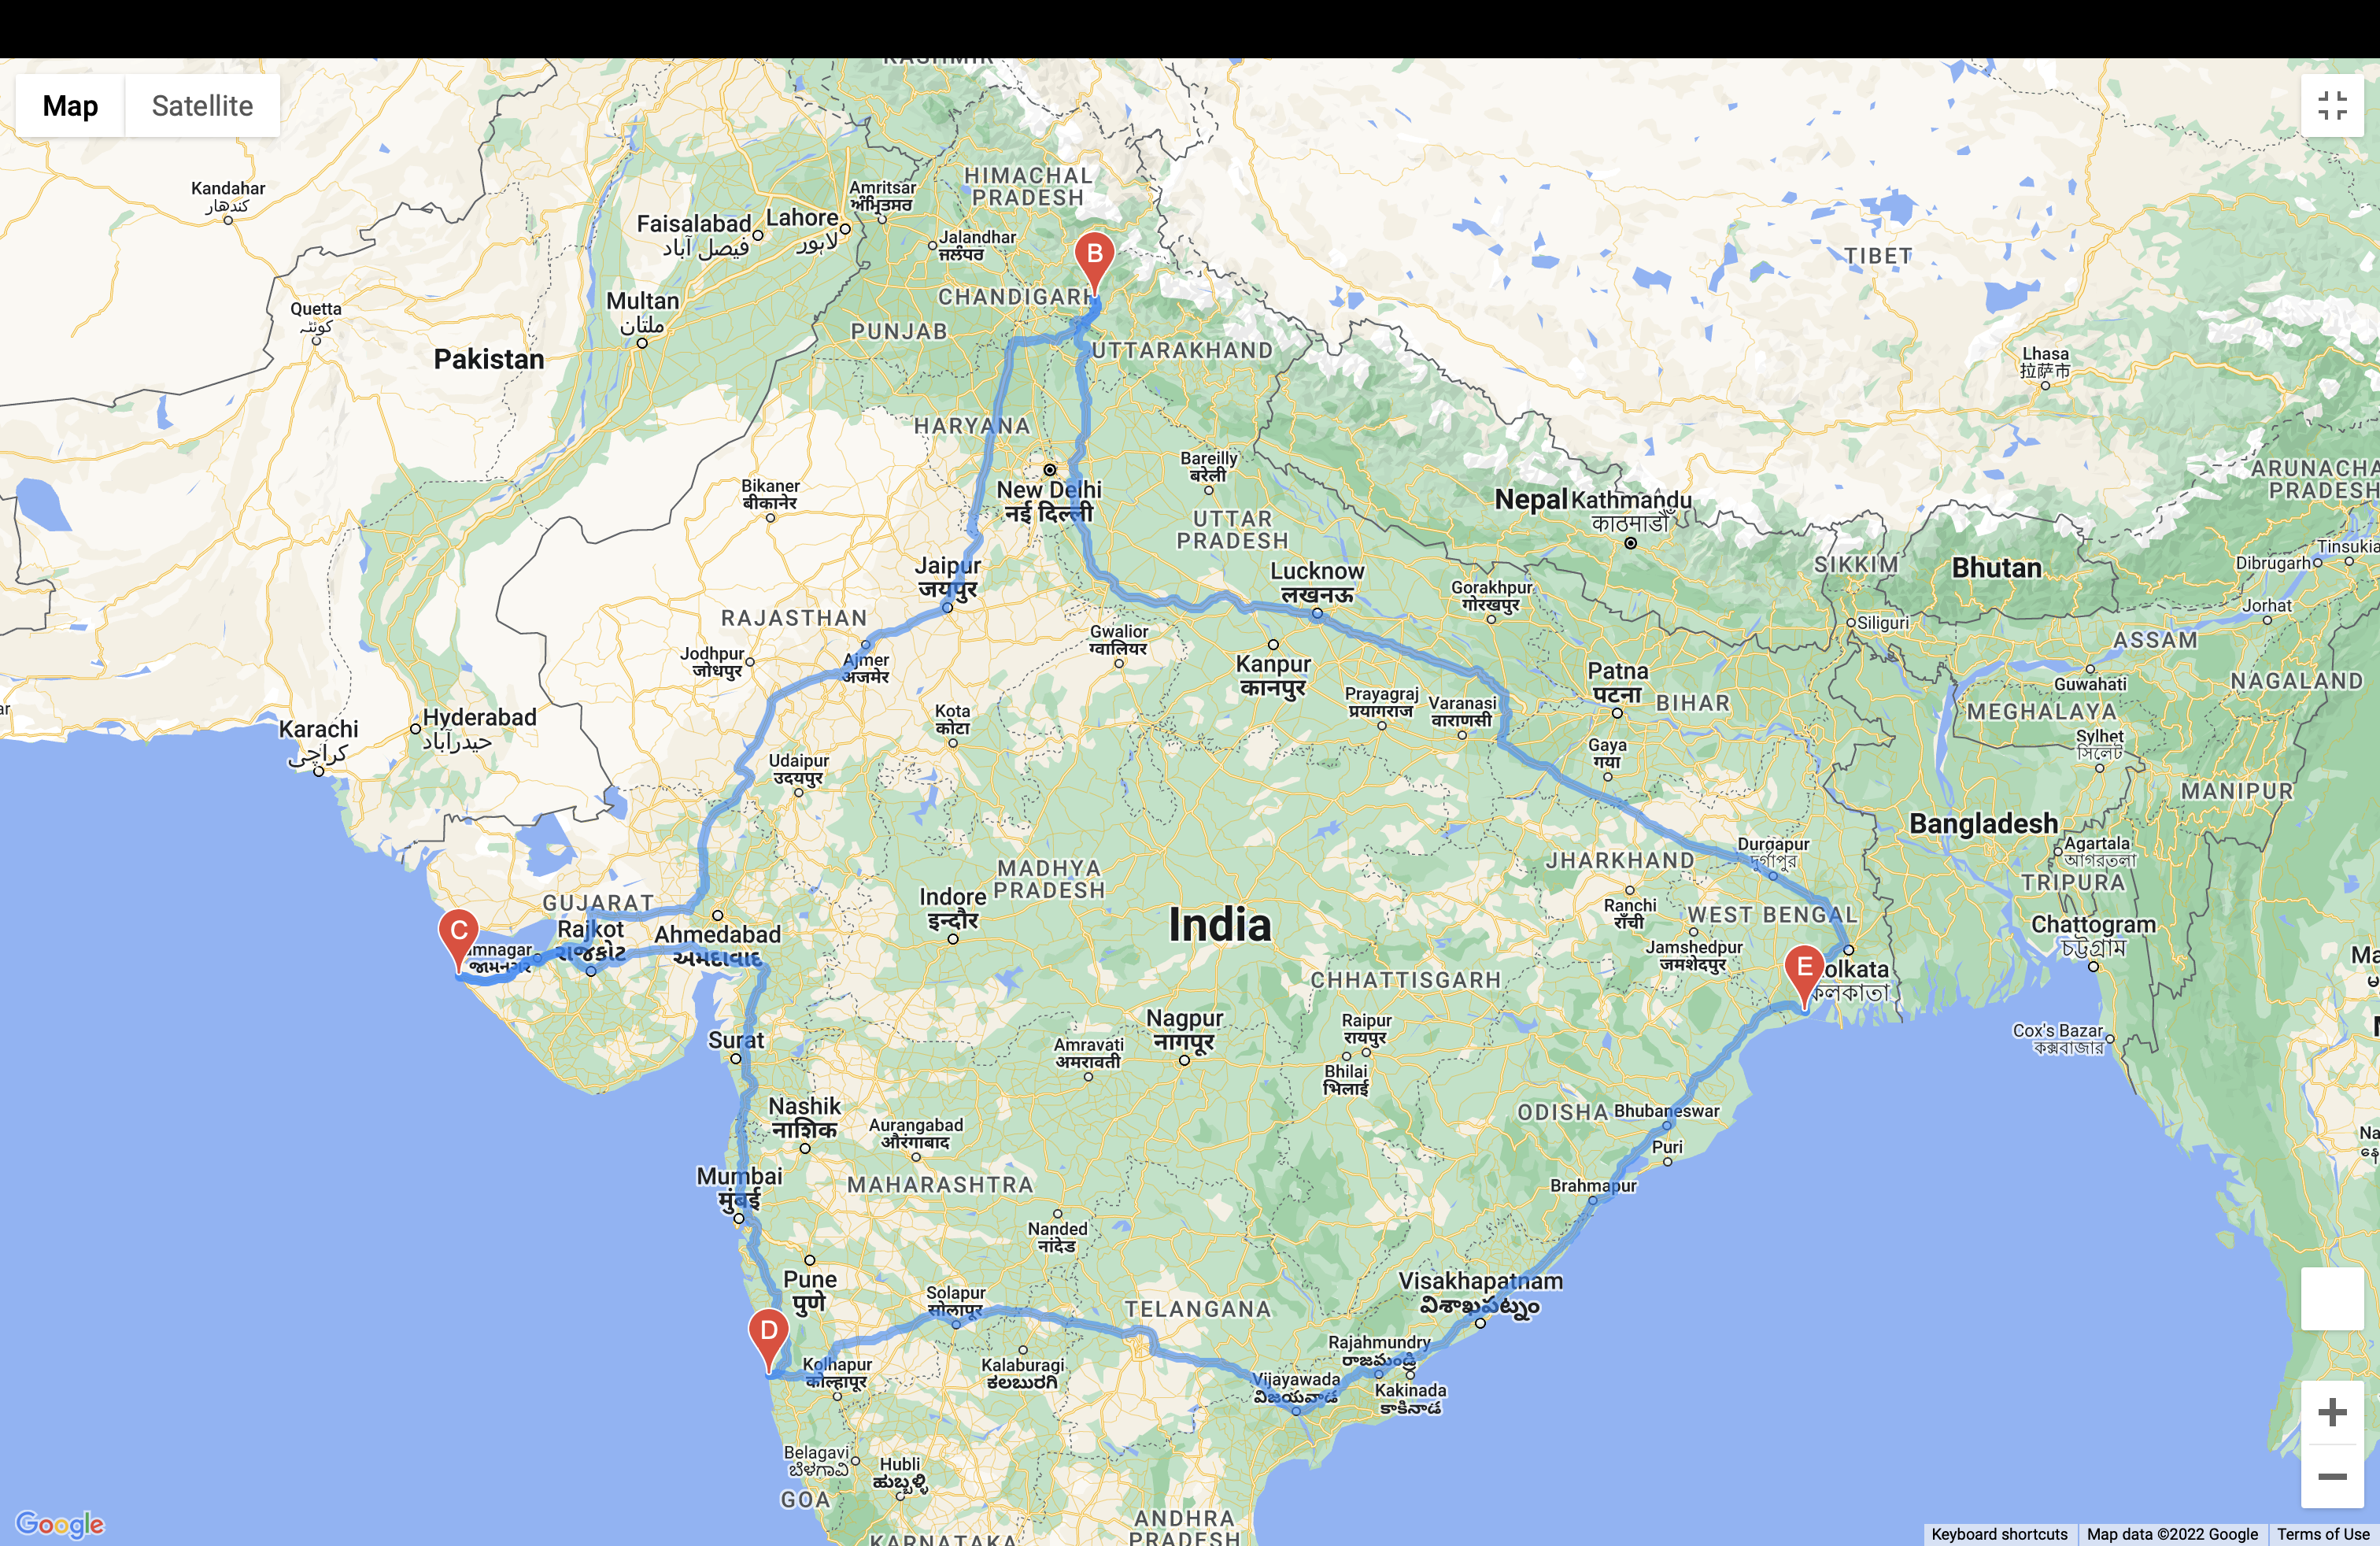 KASHMIR
Map
Satellite
HIMACHAL
PRADESH
Kandahar
کندهار
Amritsar
ਅੰਮ੍ਰਿਤਸਰ
Faisalabad
فیصل آباد
Lahore
لاہور
Jalandhar
ਜਲੰਧਰ
B
TIBET
CHANDIGARH
Multan
ملتان
Quetta
کوئٹہ
PUNJAB
Pakistan
UTTARAKHAND
Lhasa
拉萨市
HARYANA
Bareilly
बरेली
ARUNACHA
PRADESH
Bikaner
बीकानेर
New Delhi
नई दिल्ली
Nepal
Kathmandu
काठमाडौँ
UTTAR
PRADESH
Tinsukia
Dibrugarh
SIKKIM
Bhutan
Jaipur
जयपुर
Lucknow
लखनऊ
Gorakhpur
गोरखपुर
Jorhat
RAJASTHAN
Siliguri
ASSAM
Gwalior
ग्वालियर
Jodhpur
जोधपुर
Ajmer
अजमेर
Kanpur
कानपुर
Patna
पटना
Guwahati
NAGALAND
Prayagraj
प्रयागराज
Varanasi
वाराणसी
BIHAR
MEGHALAYA
Kota
कोटा
Hyderabad
حیدرآباد
Karachi
کراچی
Sylhet
সিলেট
Gaya
गया
Udaipur
उदयपुर
MANIPUR
Bangladesh
Durgapur
দুর্গাপুর
Agartala
আগরতলা
JHARKHAND
MADHYA
PRADESH
TRIPURA
Indore
इन्दौर
India
GUJARAT
Ranchi
राँची
WEST BENGAL
C
Rajkot
રાજકોટ
Ahmedabad
અમદાવાદ
Chattogram
চট্টগ্রাম
amnagar
જામનગર
Jamshedpur
जमशेदपुर
E
olkata
কলকাতা
CHHATTISGARH
Ma
Nagpur
नागपूर
Raipur
रायपुर
Cox's Bazar
কক্সবাজার
Surat
Amravati
अमरावती
Bhilai
भिलाई
Nashik
नाशिक
ODISHA
Bhubaneswar
Aurangabad
औरंगाबाद
Na
Puri
Mumbai
मुंबई
MAHARASHTRA
Brahmapur
Nanded
नांदेड
Pune
पुणे
Visakhapatnam
విశాఖపట్నం
Solapur
सोलापूर
TELANGANA
D
Rajahmundry
రాజమండ్రి
Kolhapur
कोल्हापूर
Kalaburagi
ಕಲಬುರಗಿ
Vijayawada
విజయవాడ
Kakinada
కాకినాడ
Belagavi
ಬೆಳಗಾವಿ
Hubli
ಹುಬ್ಬಳ್ಳಿ
GOA
ANDHRA
PRADESH
KARNATAKA
Google
Keyboard shortcuts
Map data ©2022 Google
Terms of Use